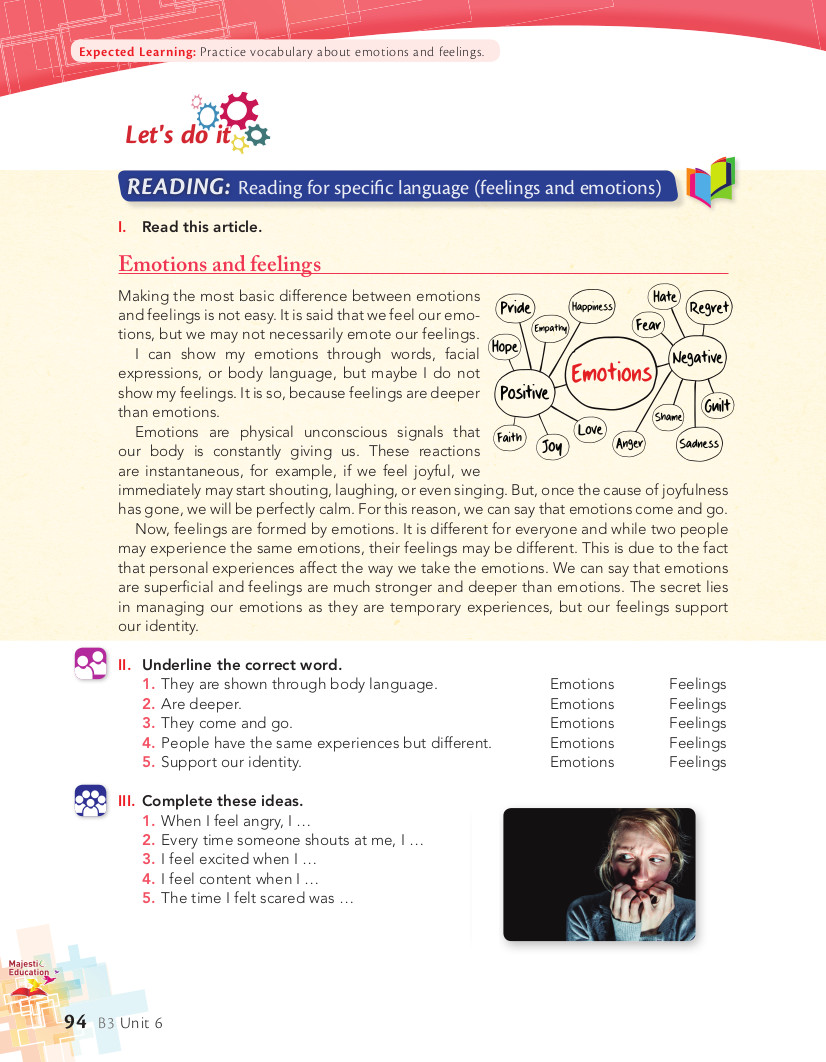 Expected Learning: Practice vocabulary about emotions and feelings.
Let's do it
READING: Reading for specific language (feelings and emotions)
I. Read this article.
Emotions and feelings
Making the most basic difference between emotions
and feelings is not easy. It is said that we feel our emo-
tions, but we may not necessarily emote our feelings.
I can show my emotions through words, facial
expressions, or body language, but maybe I do not
show my feelings. It is so, because feelings are deeper
than emotions.
Emotions are physical unconscious signals that
our body is constantly giving us. These reactions
are instantaneous, for example, if we feel joyful, we
immediately may start shouting, laughing, or even singing. But, once the cause of joyfulness
has gone, we will be perfectly calm. For this reason, we can say that emotions come and go.
Now, feelings are formed by emotions. It is different for everyone and while two people
may experience the same emotions, their feelings may be different. This is due to the fact
that personal experiences affect the way we take the emotions. We can say that emotions
are superficial and feelings are much stronger and deeper than emotions. The secret lies
in managing our emotions as they are temporary experiences, but our feelings support
our identity.
Pride
Happiness
Empathy
Hope
Positive
Faith
Joy
Love
Emotions
Hate
Regret
Fear
Negative
Guilt
Shame
Anger
Sadness
II. Underline the correct word.
1. They are shown through body language. Emotions Feelings
2. Are deeper. Emotions Feelings
3. They come and go. Emotions Feelings
4. People have the same experiences but different. Emotions Feelings
5. Support our identity. Emotions Feelings
III. Complete these ideas.
1. When I feel angry, I …
2. Every time someone shouts at me, I …
3. I feel excited when I …
4. I feel content when I …
5. The time I felt scared was …
Majestic
Education
94 B3 Unit 6